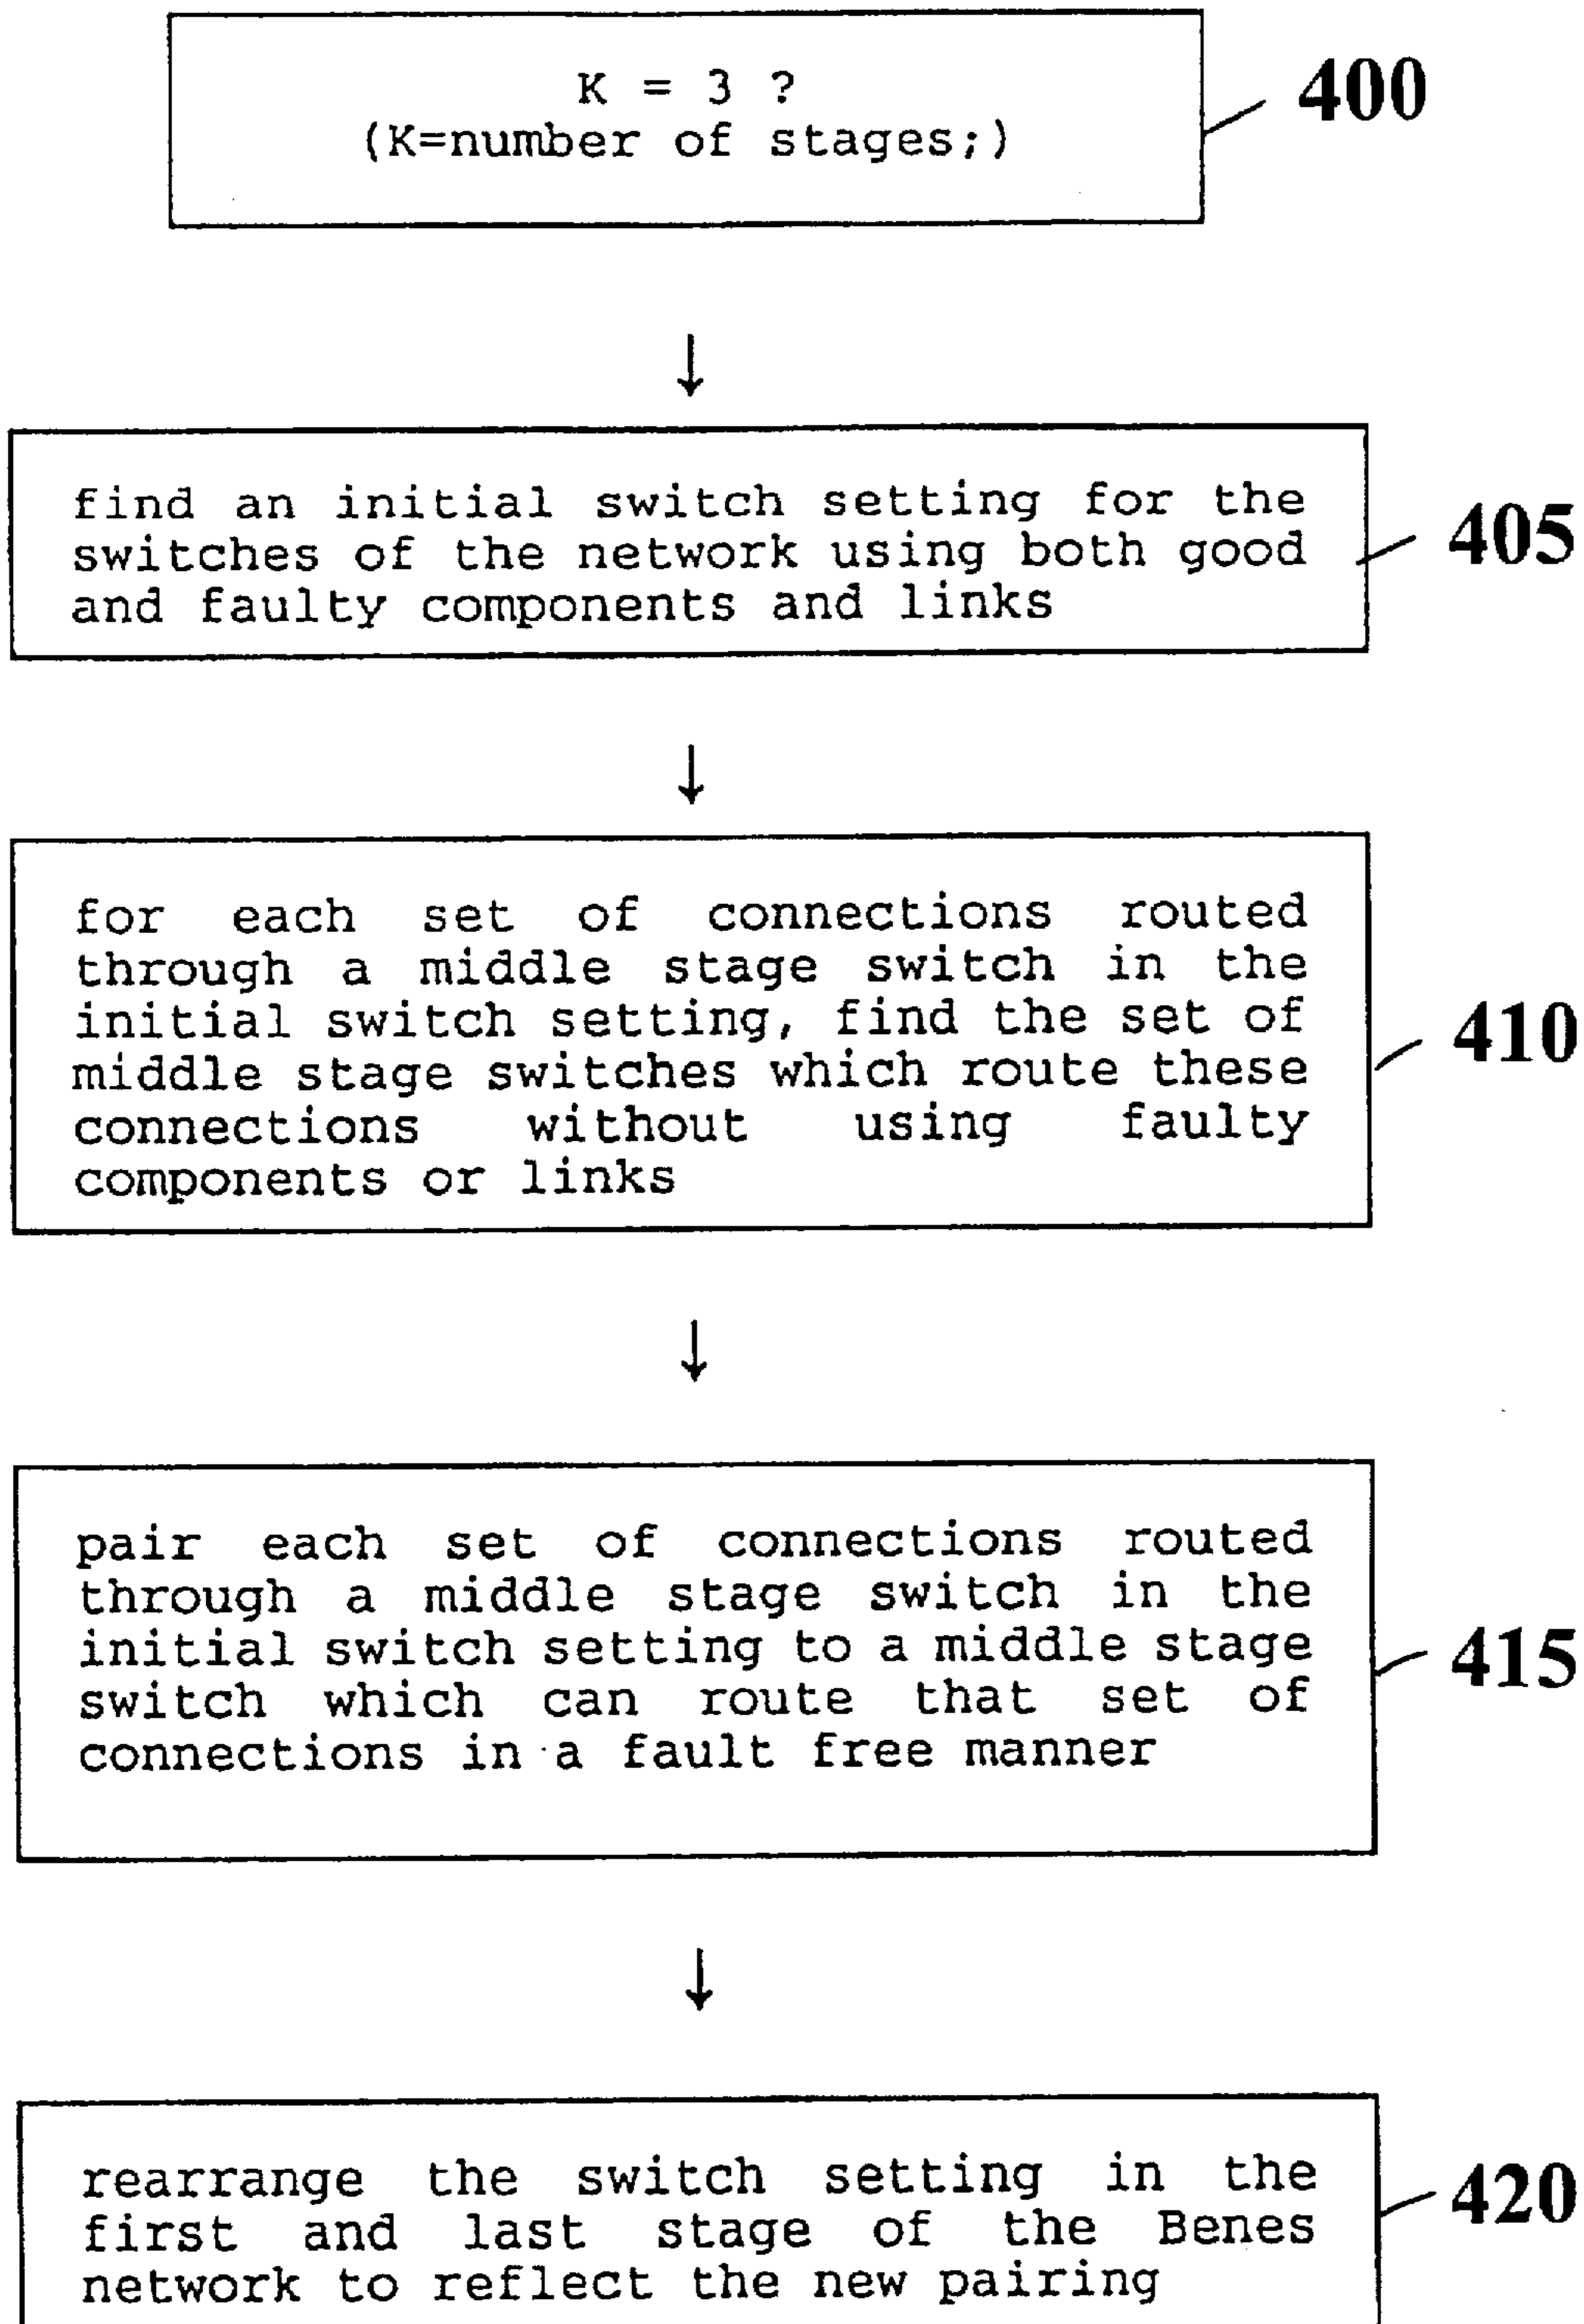 K = 3 ?
(K=number of stages;)
400
↓
find an initial switch setting for the
switches of the network using both good
and faulty components and links
405
↓
for each set of connections routed
through a middle stage switch in the
initial switch setting, find the set of
middle stage switches which route these
connections without using faulty
components or links
410
↓
pair each set of connections routed
through a middle stage switch in the
initial switch setting to a middle stage
switch which can route that set of
connections in a fault free manner
415
↓
rearrange the switch setting in the
first and last stage of the Benes
network to reflect the new pairing
420